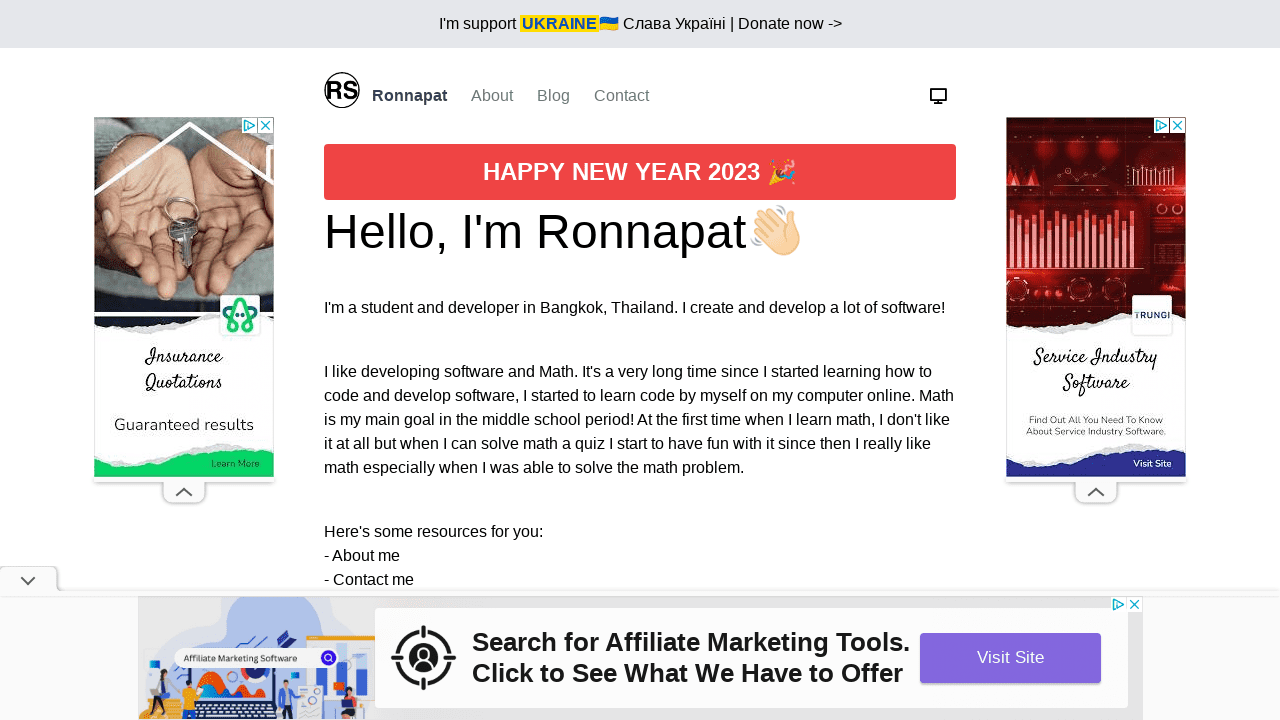 I'm support UKRAINE🇺🇦 Слава Україні | Donate now ->
RS Ronnapat About Blog Contact
HAPPY NEW YEAR 2023 🎉
Hello, I'm Ronnapat👋🏻
I'm a student and developer in Bangkok, Thailand. I create and develop a lot of software!
I like developing software and Math. It's a very long time since I started learning how to
code and develop software, I started to learn code by myself on my computer online. Math
is my main goal in the middle school period! At the first time when I learn math, I don't like
it at all but when I can solve math a quiz I start to have fun with it since then I really like
math especially when I was able to solve the math problem.
Here's some resources for you:
- About me
- Contact me
Insurance
Quotations
Guaranteed results
Learn More
TRUNGI
Service Industry
Software
Find Out All You Need To Know
About Service Industry Software.
Visit Site
Affiliate Marketing Software
Search for Affiliate Marketing Tools.
Click to See What We Have to Offer
Visit Site